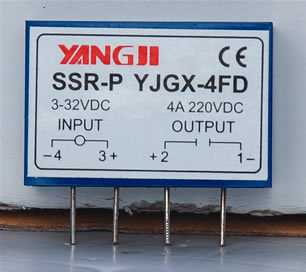 YANGJI CE
SSR-P YJGX-4FD
3-32VDC 4A 220VDC
INPUT OUTPUT
−4 3+ +2 1−